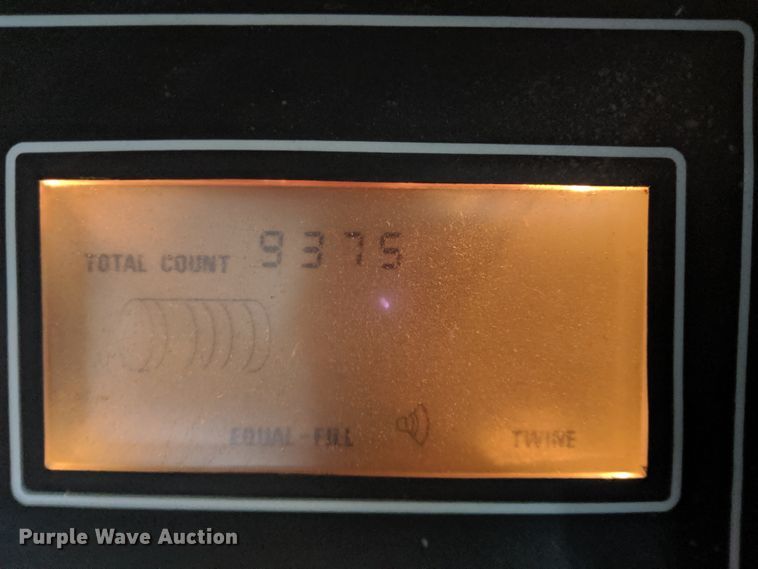 TOTAL COUNT 9375
EQUAL-FILL TWINE
Purple Wave Auction